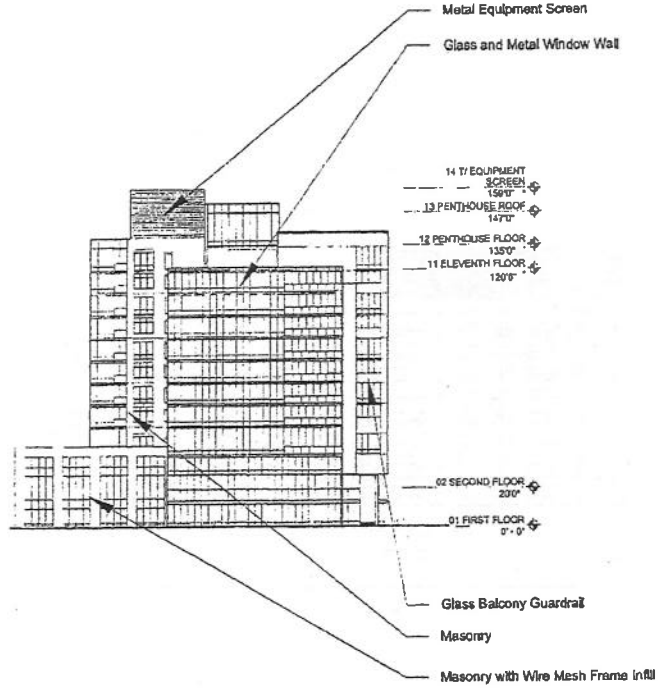 Metal Equipment Screen
Glass and Metal Window Wall
14 T/ EQUIPMENT
SCREEN
159'0"
13 PENTHOUSE ROOF
147'0"
12 PENTHOUSE FLOOR
135'0"
11 ELEVENTH FLOOR
120'6"
02 SECOND FLOOR
20'0"
01 FIRST FLOOR
0' - 0"
Glass Balcony Guardrail
Masonry
Masonry with Wire Mesh Frame Infill